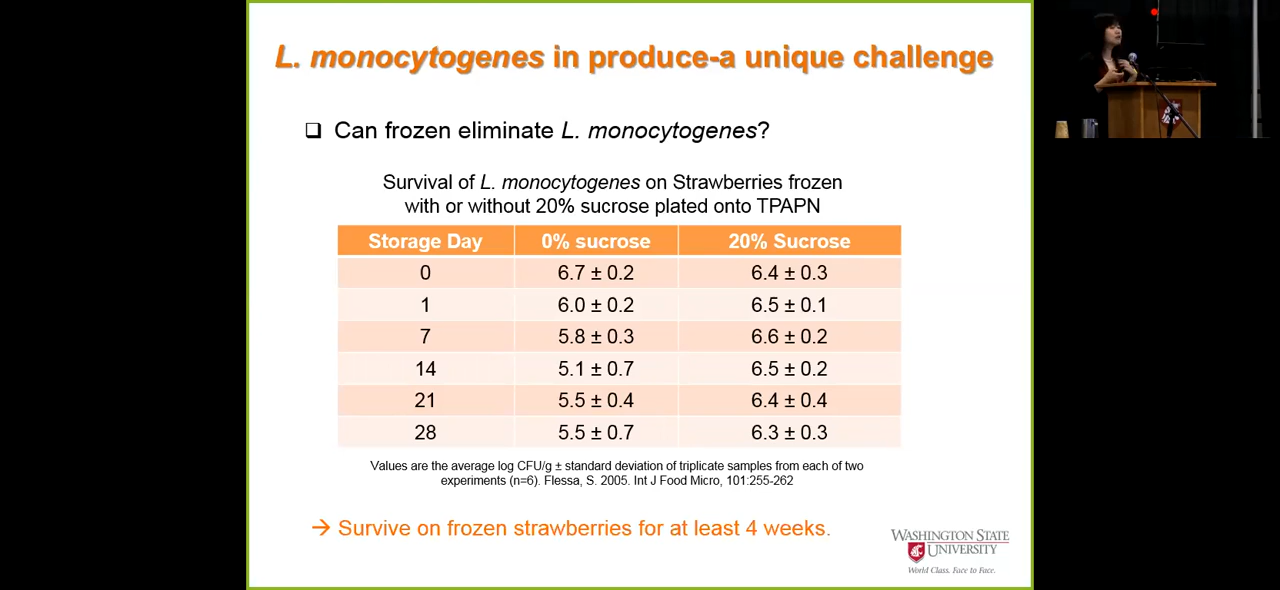 L. monocytogenes in produce-a unique challenge
❑ Can frozen eliminate L. monocytogenes?
Survival of L. monocytogenes on Strawberries frozen
with or without 20% sucrose plated onto TPAPN
Storage Day 0% sucrose 20% Sucrose
0 6.7 ± 0.2 6.4 ± 0.3
1 6.0 ± 0.2 6.5 ± 0.1
7 5.8 ± 0.3 6.6 ± 0.2
14 5.1 ± 0.7 6.5 ± 0.2
21 5.5 ± 0.4 6.4 ± 0.4
28 5.5 ± 0.7 6.3 ± 0.3
Values are the average log CFU/g ± standard deviation of triplicate samples from each of two
experiments (n=6). Flessa, S. 2005. Int J Food Micro, 101:255-262
→ Survive on frozen strawberries for at least 4 weeks.
WASHINGTON STATE
UNIVERSITY
World Class. Face to Face.